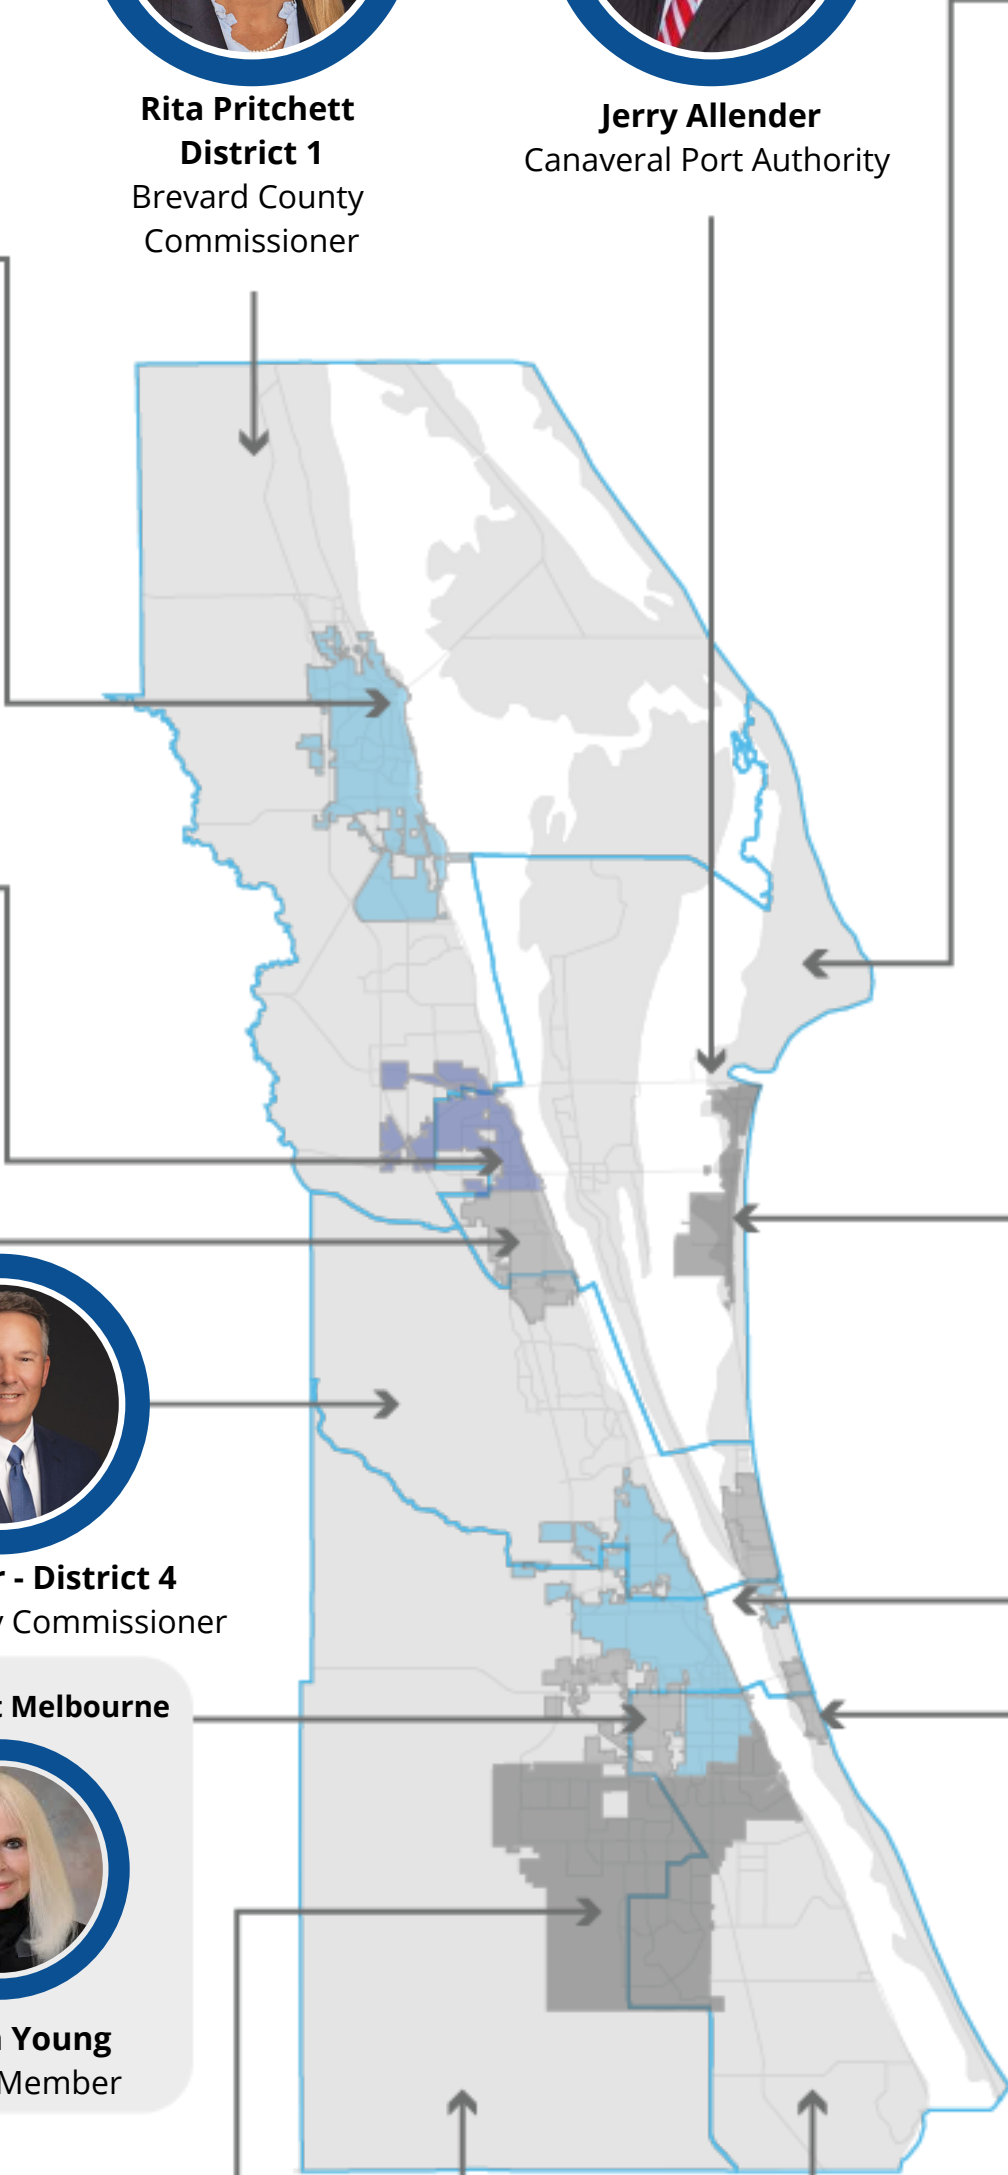 Rita Pritchett
District 1
Brevard County
Commissioner
Jerry Allender
Canaveral Port Authority
- District 4
Commissioner
Melbourne
Young
Member